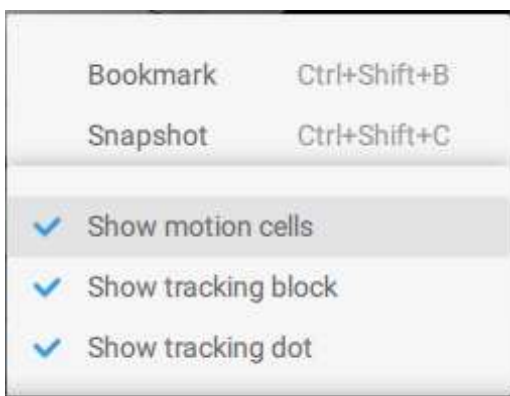 Bookmark Ctrl+Shift+B
Snapshot Ctrl+Shift+C
Show motion cells
Show tracking block
Show tracking dot